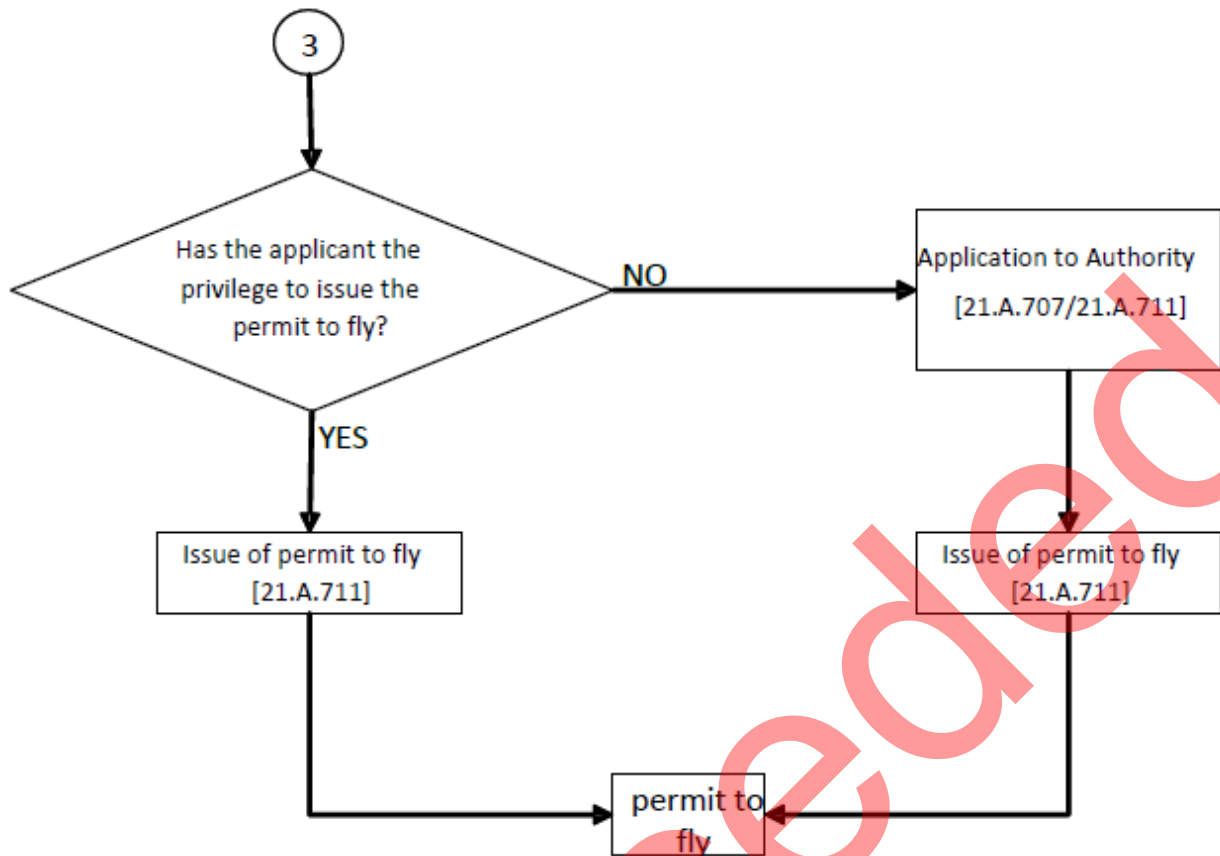 3
Has the applicant the
privilege to issue the
permit to fly?
NO
Application to Authority
[21.A.707/21.A.711]
YES
Issue of permit to fly
[21.A.711]
Issue of permit to fly
[21.A.711]
permit to
fly
eded